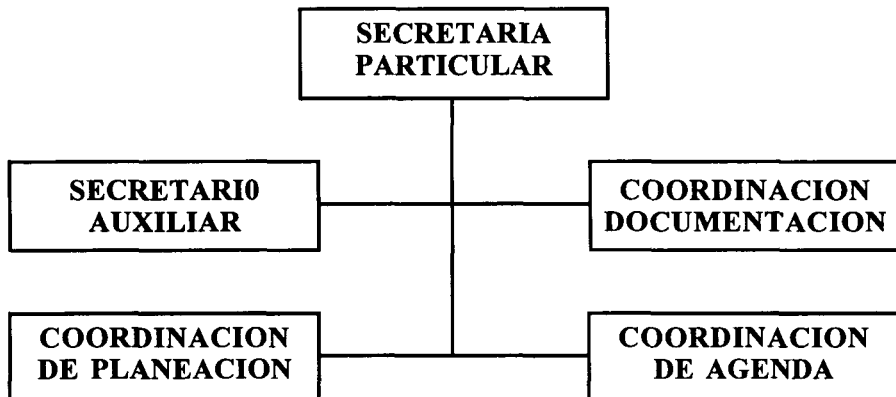 SECRETARIA
PARTICULAR
SECRETARI0
AUXILIAR
COORDINACION
DOCUMENTACION
COORDINACION
DE PLANEACION
COORDINACION
DE AGENDA